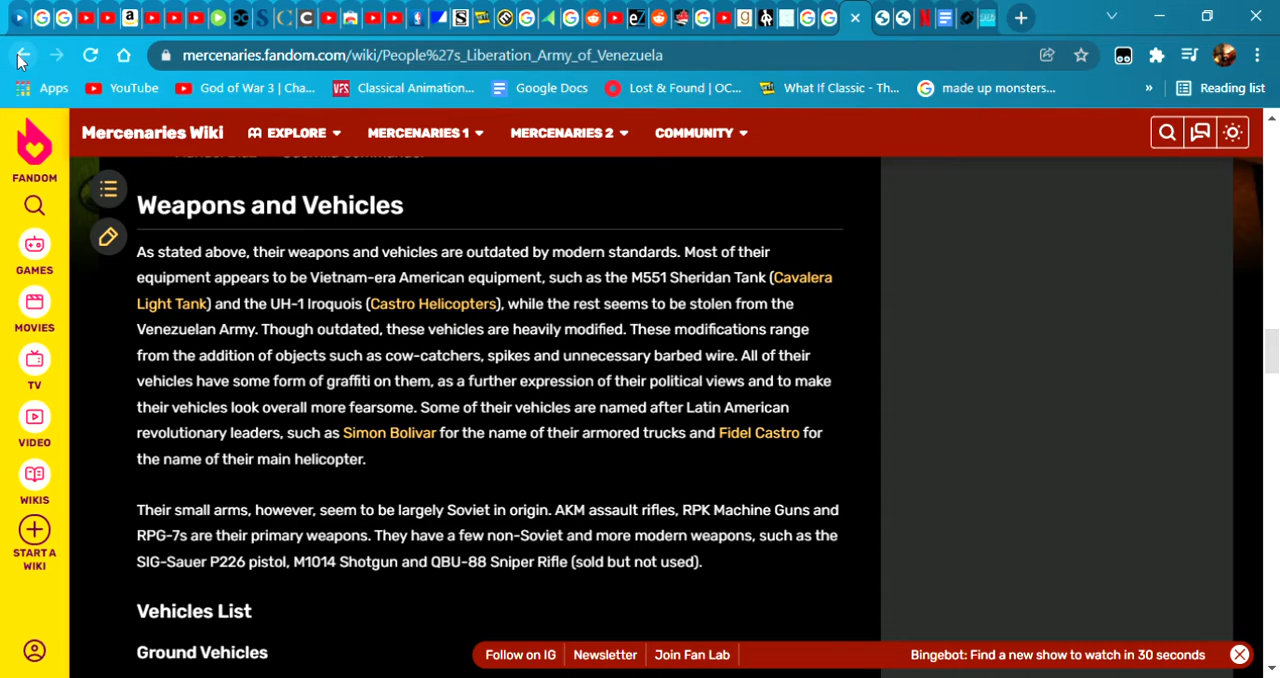 mercenaries.fandom.com/wiki/People%27s_Liberation_Army_of_Venezuela
Apps
YouTube
God of War 3 | Cha...
Classical Animation...
Google Docs
Lost & Found | OC...
What If Classic - Th...
made up monsters...
»
Reading list
FANDOM
GAMES
MOVIES
TV
VIDEO
WIKIS
START A
WIKI
Mercenaries Wiki
EXPLORE
MERCENARIES 1
MERCENARIES 2
COMMUNITY
Weapons and Vehicles
As stated above, their weapons and vehicles are outdated by modern standards. Most of their
equipment appears to be Vietnam-era American equipment, such as the M551 Sheridan Tank (Cavalera
Light Tank) and the UH-1 Iroquois (Castro Helicopters), while the rest seems to be stolen from the
Venezuelan Army. Though outdated, these vehicles are heavily modified. These modifications range
from the addition of objects such as cow-catchers, spikes and unnecessary barbed wire. All of their
vehicles have some form of graffiti on them, as a further expression of their political views and to make
their vehicles look overall more fearsome. Some of their vehicles are named after Latin American
revolutionary leaders, such as Simon Bolivar for the name of their armored trucks and Fidel Castro for
the name of their main helicopter.
Their small arms, however, seem to be largely Soviet in origin. AKM assault rifles, RPK Machine Guns and
RPG-7s are their primary weapons. They have a few non-Soviet and more modern weapons, such as the
SIG-Sauer P226 pistol, M1014 Shotgun and QBU-88 Sniper Rifle (sold but not used).
Vehicles List
Ground Vehicles
Follow on IG
Newsletter
Join Fan Lab
Bingebot: Find a new show to watch in 30 seconds